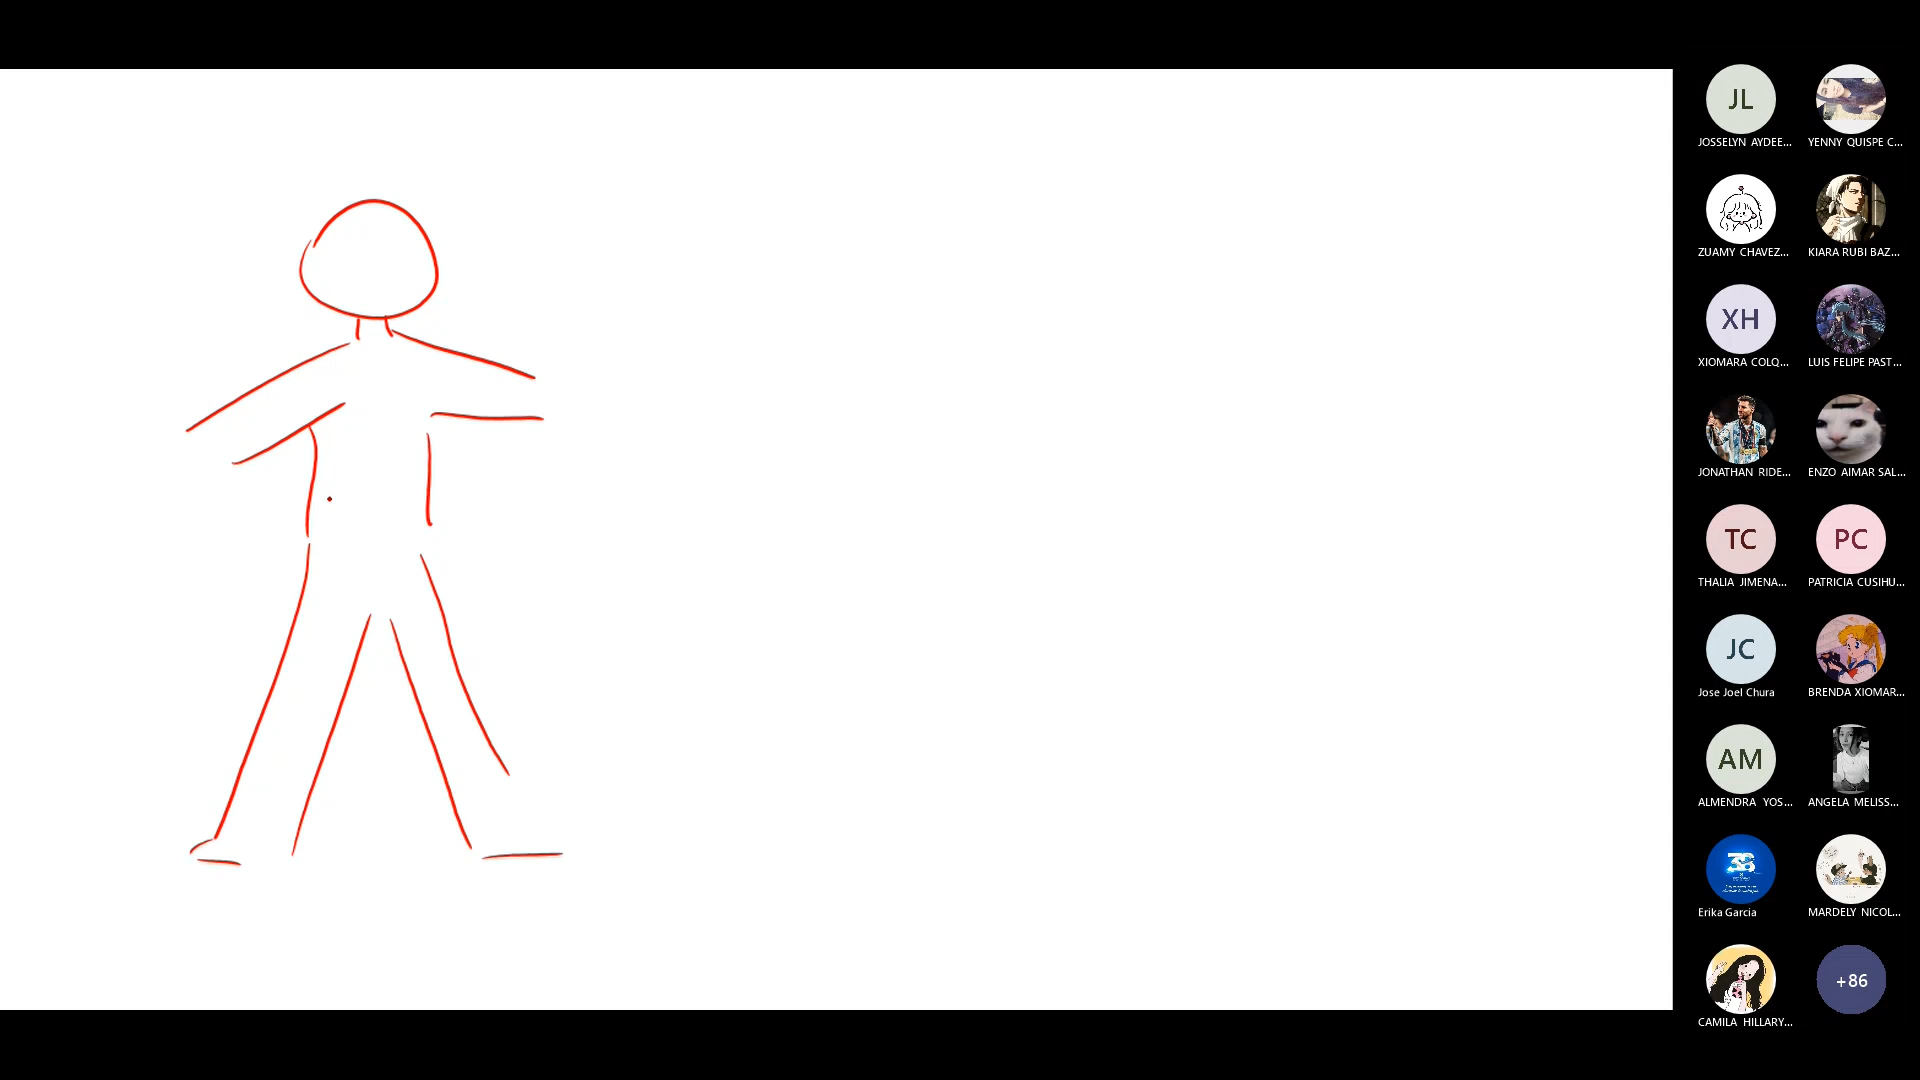 JL
JOSSELYN AYDEE...
YENNY QUISPE C...
ZUAMY CHAVEZ...
KIARA RUBI BAZ...
XH
XIOMARA COLQ...
LUIS FELIPE PAST...
JONATHAN RIDE...
ENZO AIMAR SAL...
TC
THALIA JIMENA...
PC
PATRICIA CUSIHU...
JC
Jose Joel Chura
BRENDA XIOMAR...
AM
ALMENDRA YOS...
ANGELA MELISS...
Erika García
MARDELY NICOL...
CAMILA HILLARY...
+86